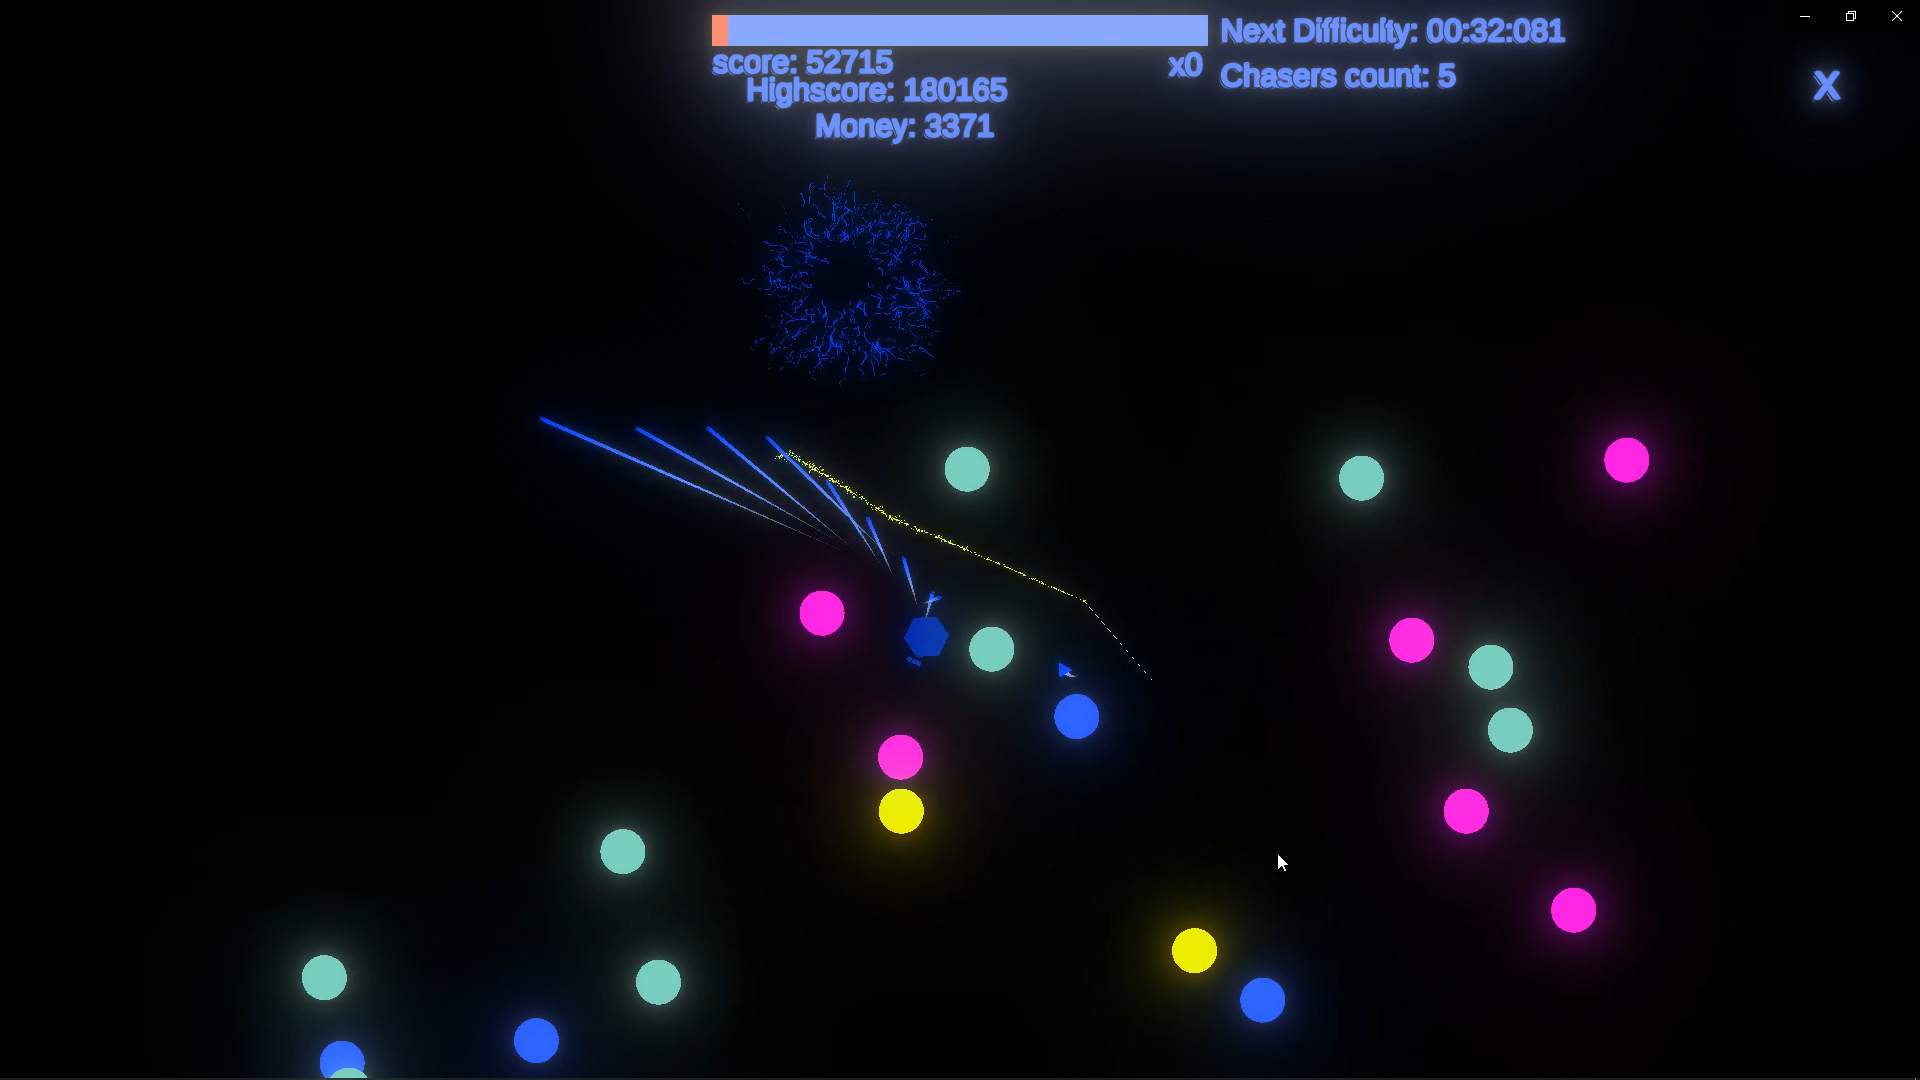 Next Difficulty: 00:32:081
score: 52715
x0
Chasers count: 5
Highscore: 180165
X
Money: 3371